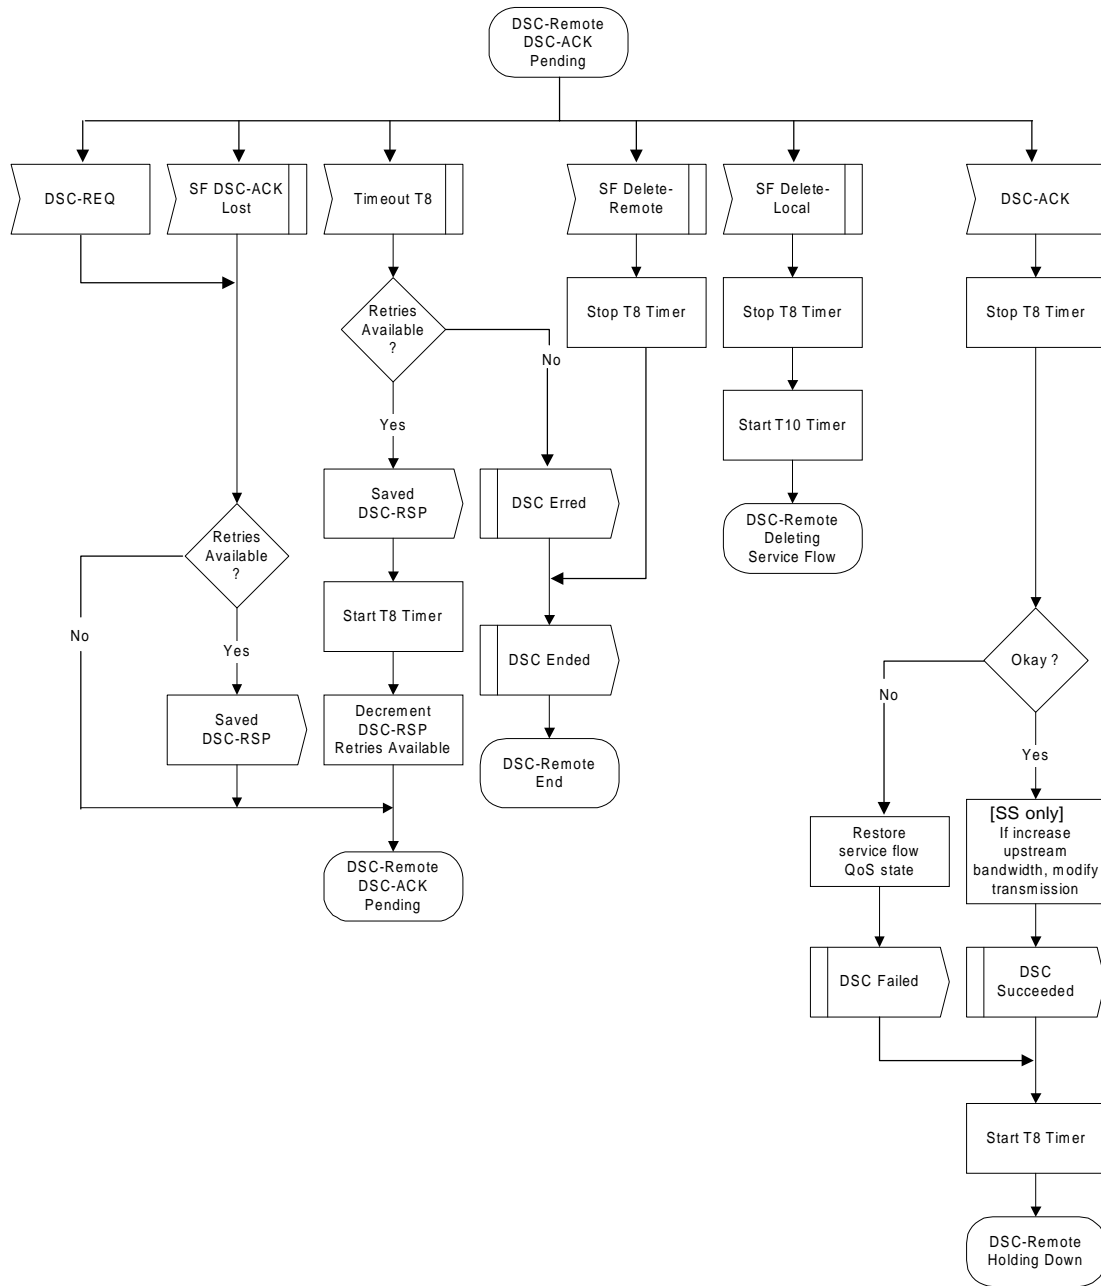 DSC-Remote
DSC-ACK
Pending
DSC-REQ
SF DSC-ACK
Lost
Timeout T8
SF Delete-
Remote
SF Delete-
Local
DSC-ACK
Retries
Available
?
No
Yes
Stop T8 Timer
Stop T8 Timer
Stop T8 Timer
Start T10 Timer
Saved
DSC-RSP
DSC Erred
DSC-Remote
Deleting
Service Flow
Retries
Available
?
No
Yes
Start T8 Timer
DSC Ended
Okay ?
No
Yes
Saved
DSC-RSP
Decrement
DSC-RSP
Retries Available
DSC-Remote
End
DSC-Remote
DSC-ACK
Pending
Restore
service flow
QoS state
[SS only]
If increase
upstream
bandwidth, modify
transmission
DSC Failed
DSC
Succeeded
Start T8 Timer
DSC-Remote
Holding Down